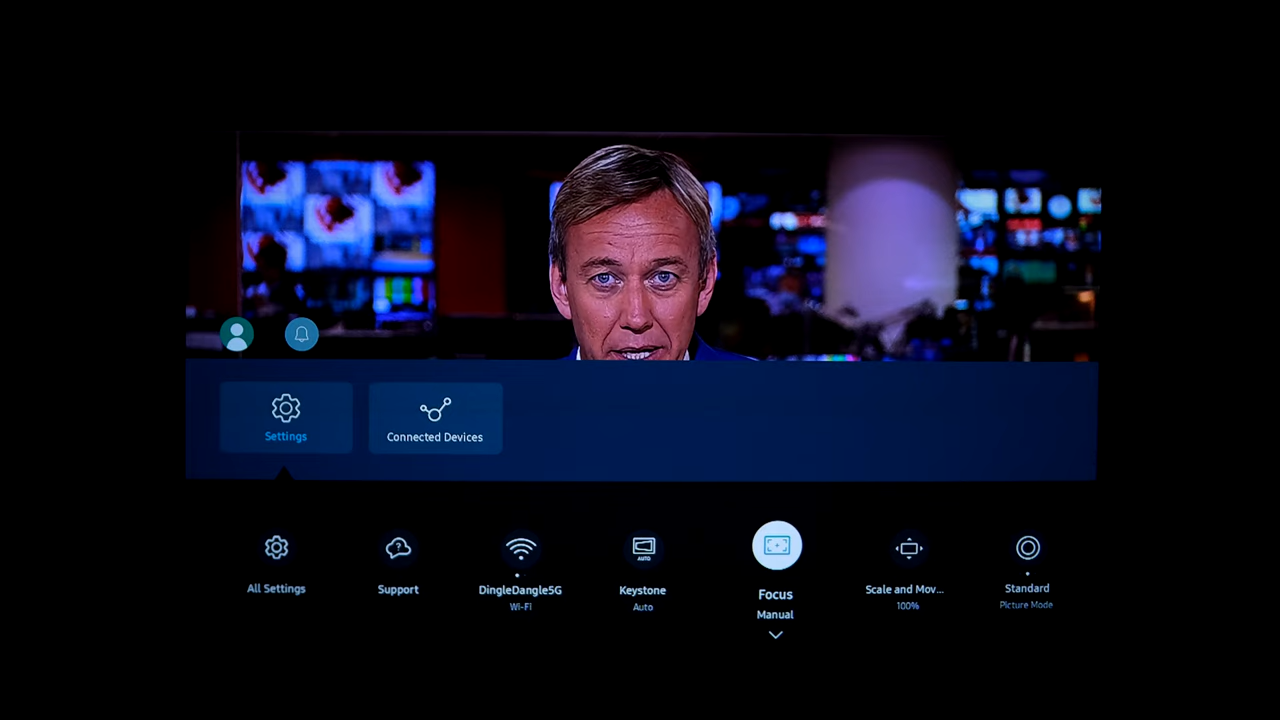 Settings
Connected Devices
All Settings
Support
DingleDangle5G
Wi-Fi
AUTO
Keystone
Auto
Focus
Manual
Scale and Mov...
100%
Standard
Picture Mode